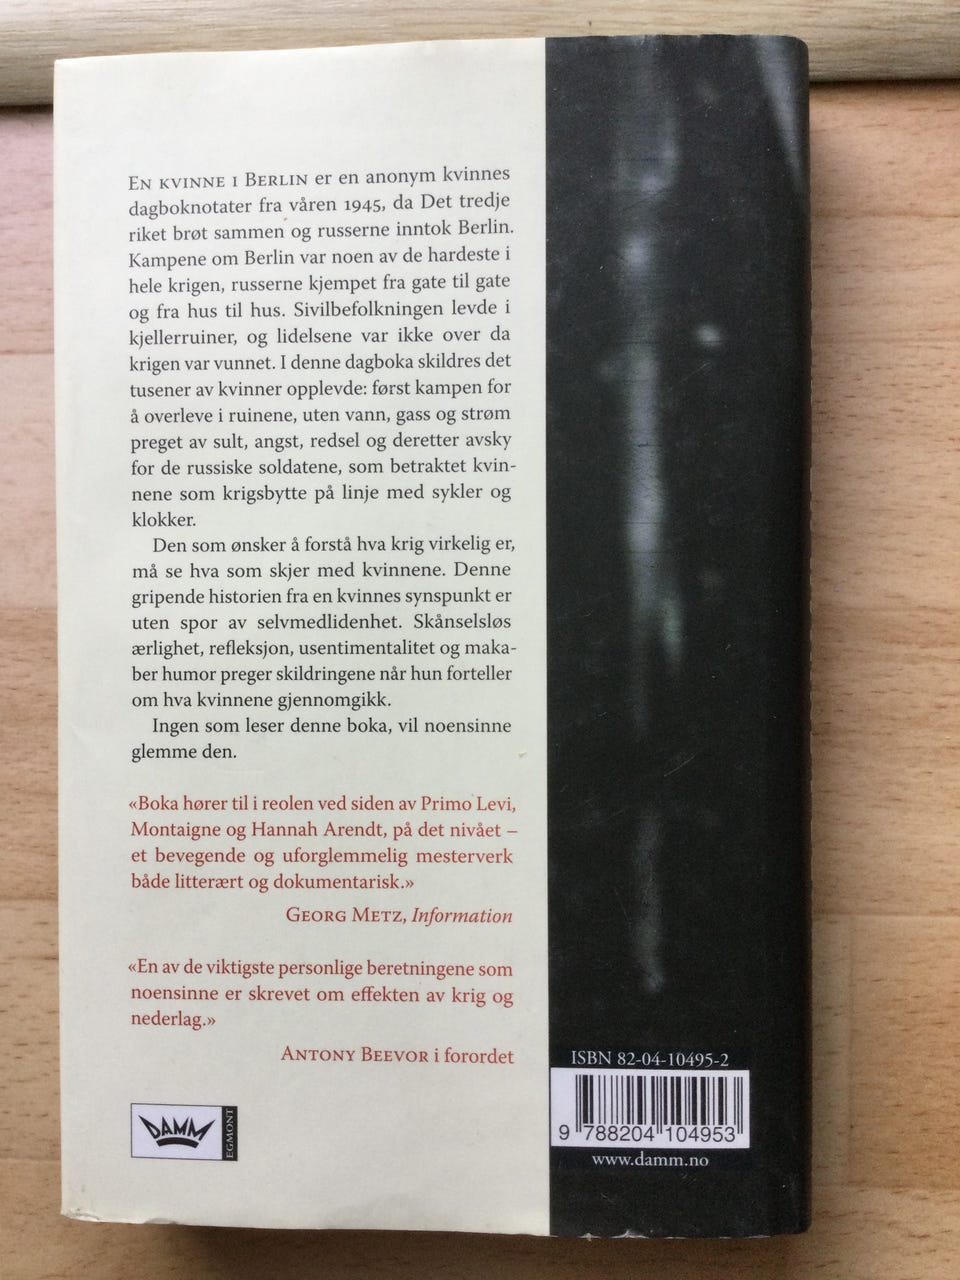 EN KVINNE I BERLIN er en anonym kvinnes
dagboknotater fra våren 1945, da Det tredje
riket brøt sammen og russerne inntok Berlin.
Kampene om Berlin var noen av de hardeste i
hele krigen, russerne kjempet fra gate til gate
og fra hus til hus. Sivilbefolkningen levde i
kjellerruiner, og lidelsene var ikke over da
krigen var vunnet. I denne dagboka skildres det
tusener av kvinner opplevde: først kampen for
å overleve i ruinene, uten vann, gass og strøm
preget av sult, angst, redsel og deretter avsky
for de russiske soldatene, som betraktet kvin-
nene som krigsbytte på linje med sykler og
klokker.
Den som ønsker å forstå hva krig virkelig er,
må se hva som skjer med kvinnene. Denne
gripende historien fra en kvinnes synspunkt er
uten spor av selvmedlidenhet. Skånselsløs
ærlighet, refleksjon, usentimentalitet og maka-
ber humor preger skildringene når hun forteller
om hva kvinnene gjennomgikk.
Ingen som leser denne boka, vil noensinne
glemme den.
«Boka hører til i reolen ved siden av Primo Levi,
Montaigne og Hannah Arendt, på det nivået –
et bevegende og uforglemmelig mesterverk
både litterært og dokumentarisk.»
GEORG METZ, Information
«En av de viktigste personlige beretningene som
noensinne er skrevet om effekten av krig og
nederlag.»
ANTONY BEEVOR i forordet
DAMM
EGMONT
ISBN 82-04-10495-2
9 788204 104953
www.damm.no